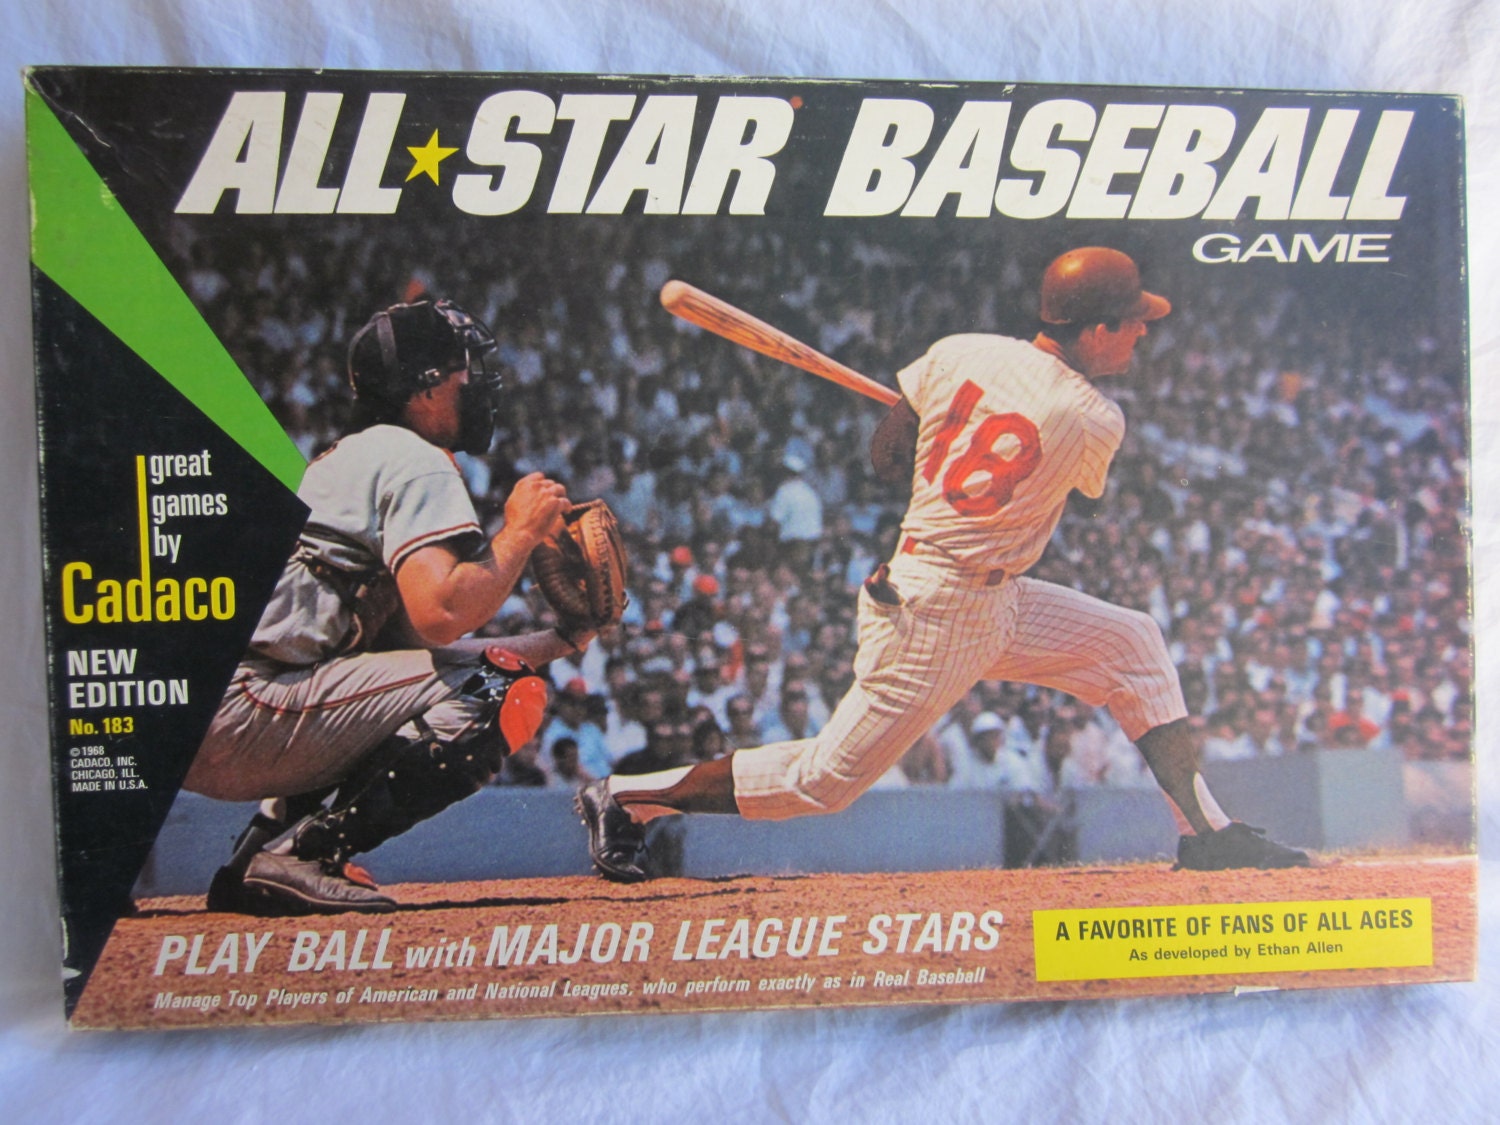 ALL★STAR BASEBALL
GAME
18
great
games
by
Cadaco
NEW
EDITION
No. 183
©1968
CADACO, INC.
CHICAGO, ILL.
MADE IN U.S.A.
PLAY BALL with MAJOR LEAGUE STARS
Manage Top Players of American and National Leagues, who perform exactly as in Real Baseball
A FAVORITE OF FANS OF ALL AGES
As developed by Ethan Allen